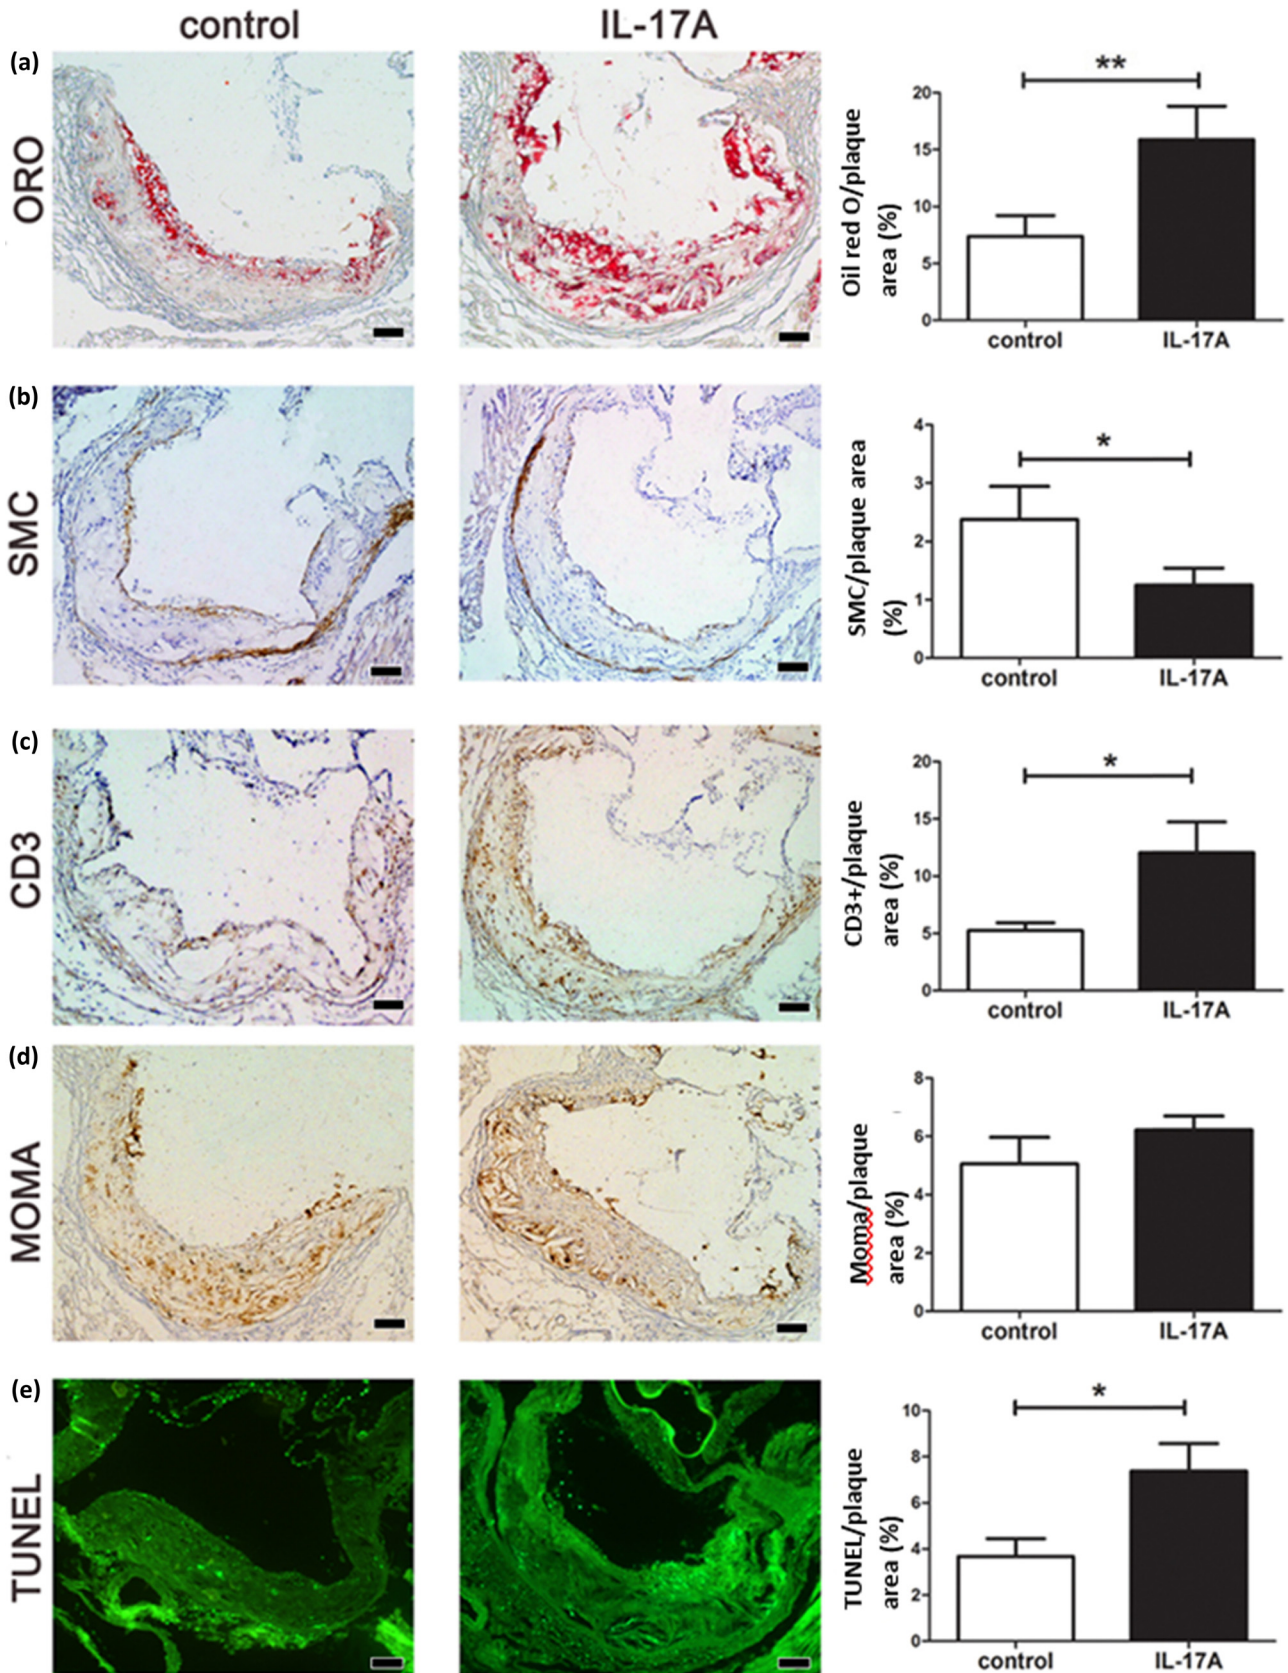 control IL-17A
(a)
ORO
Oil red O/plaque
area (%)
**
20
15
10
5
0
control IL-17A
(b)
SMC
SMC/plaque area
(%)
*
4
3
2
1
0
control IL-17A
(c)
CD3
CD3+/plaque
area (%)
*
20
15
10
5
0
control IL-17A
(d)
MOMA
Moma/plaque
area (%)
8
6
4
2
0
control IL-17A
(e)
TUNEL
TUNEL/plaque
area (%)
*
10
8
6
4
2
0
control IL-17A